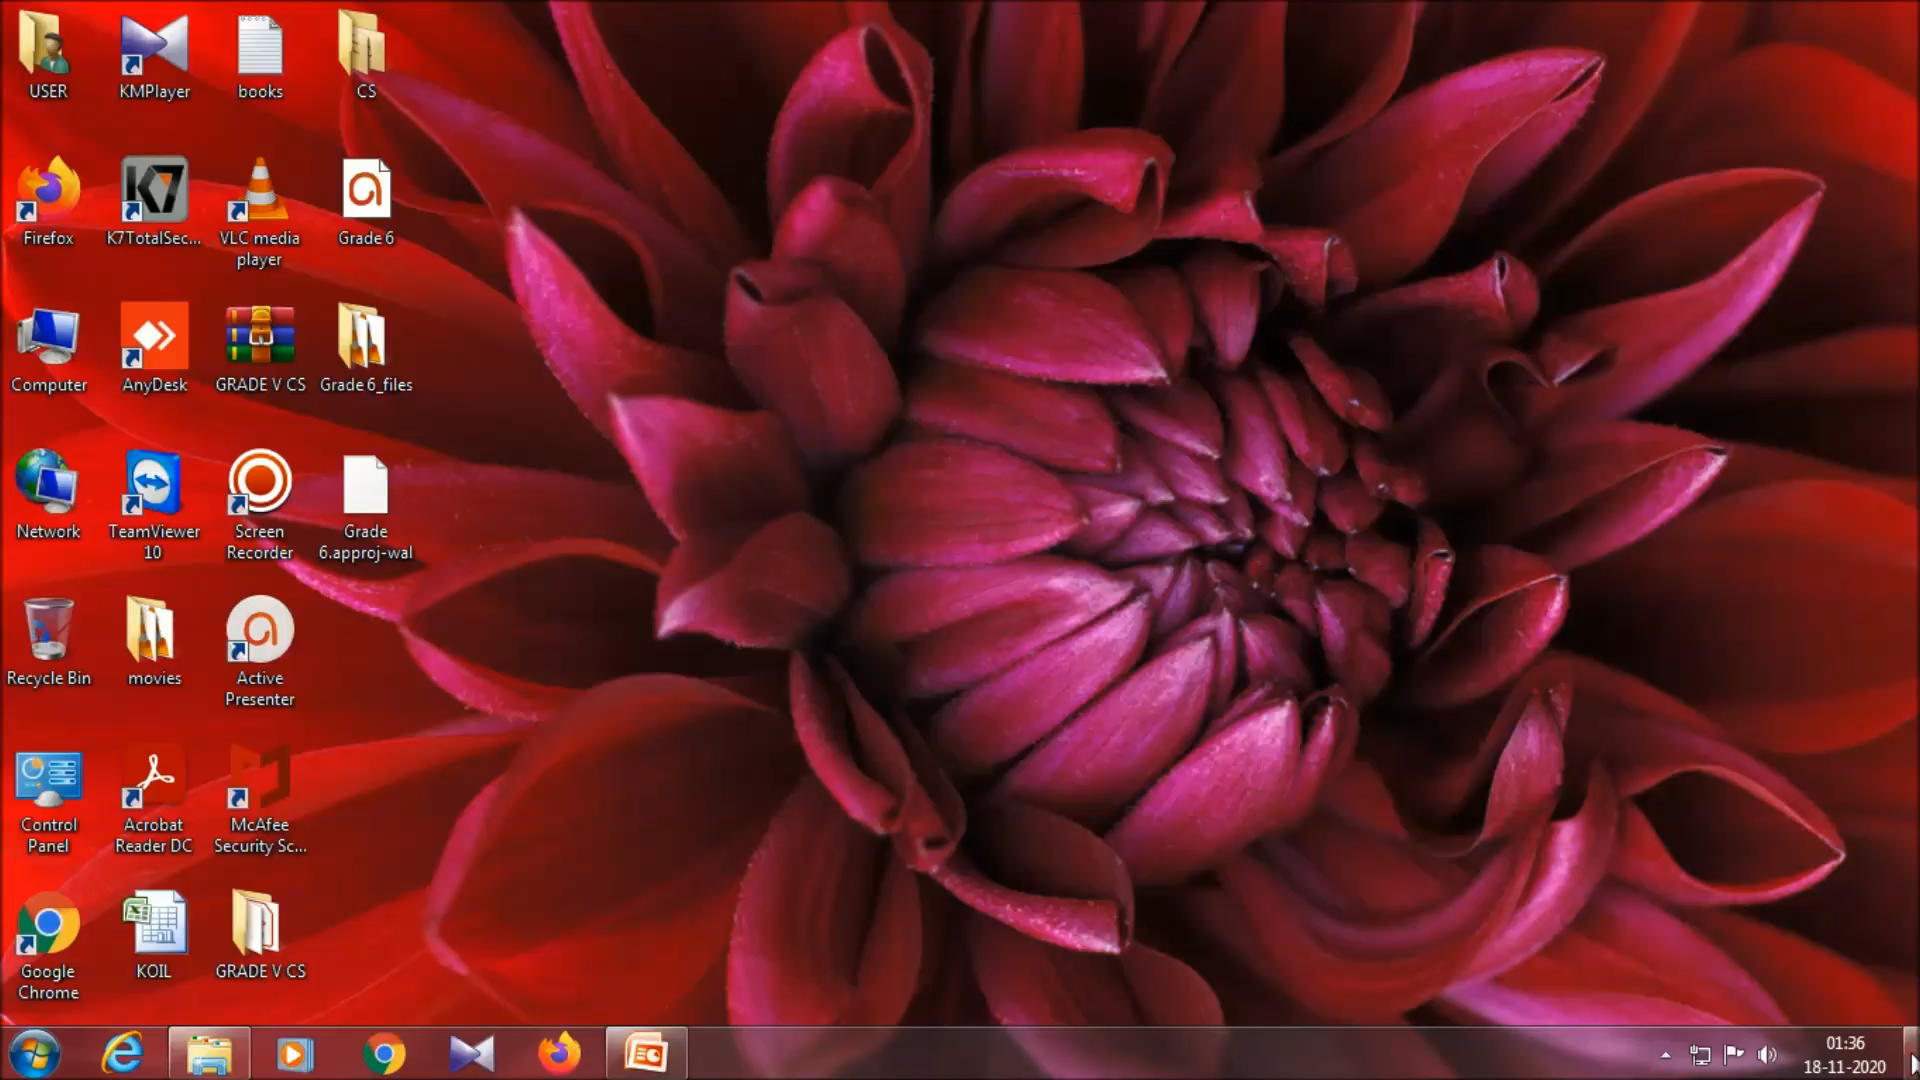 USER
KMPlayer
books
CS
Firefox
K7TotalSec...
VLC media
player
Grade 6
Computer
AnyDesk
GRADE V CS
Grade 6_files
Network
TeamViewer
10
Screen
Recorder
Grade
6.approj-wal
Recycle Bin
movies
Active
Presenter
Control
Panel
Acrobat
Reader DC
McAfee
Security Sc...
Google
Chrome
KOIL
GRADE V CS
01:36
18-11-2020